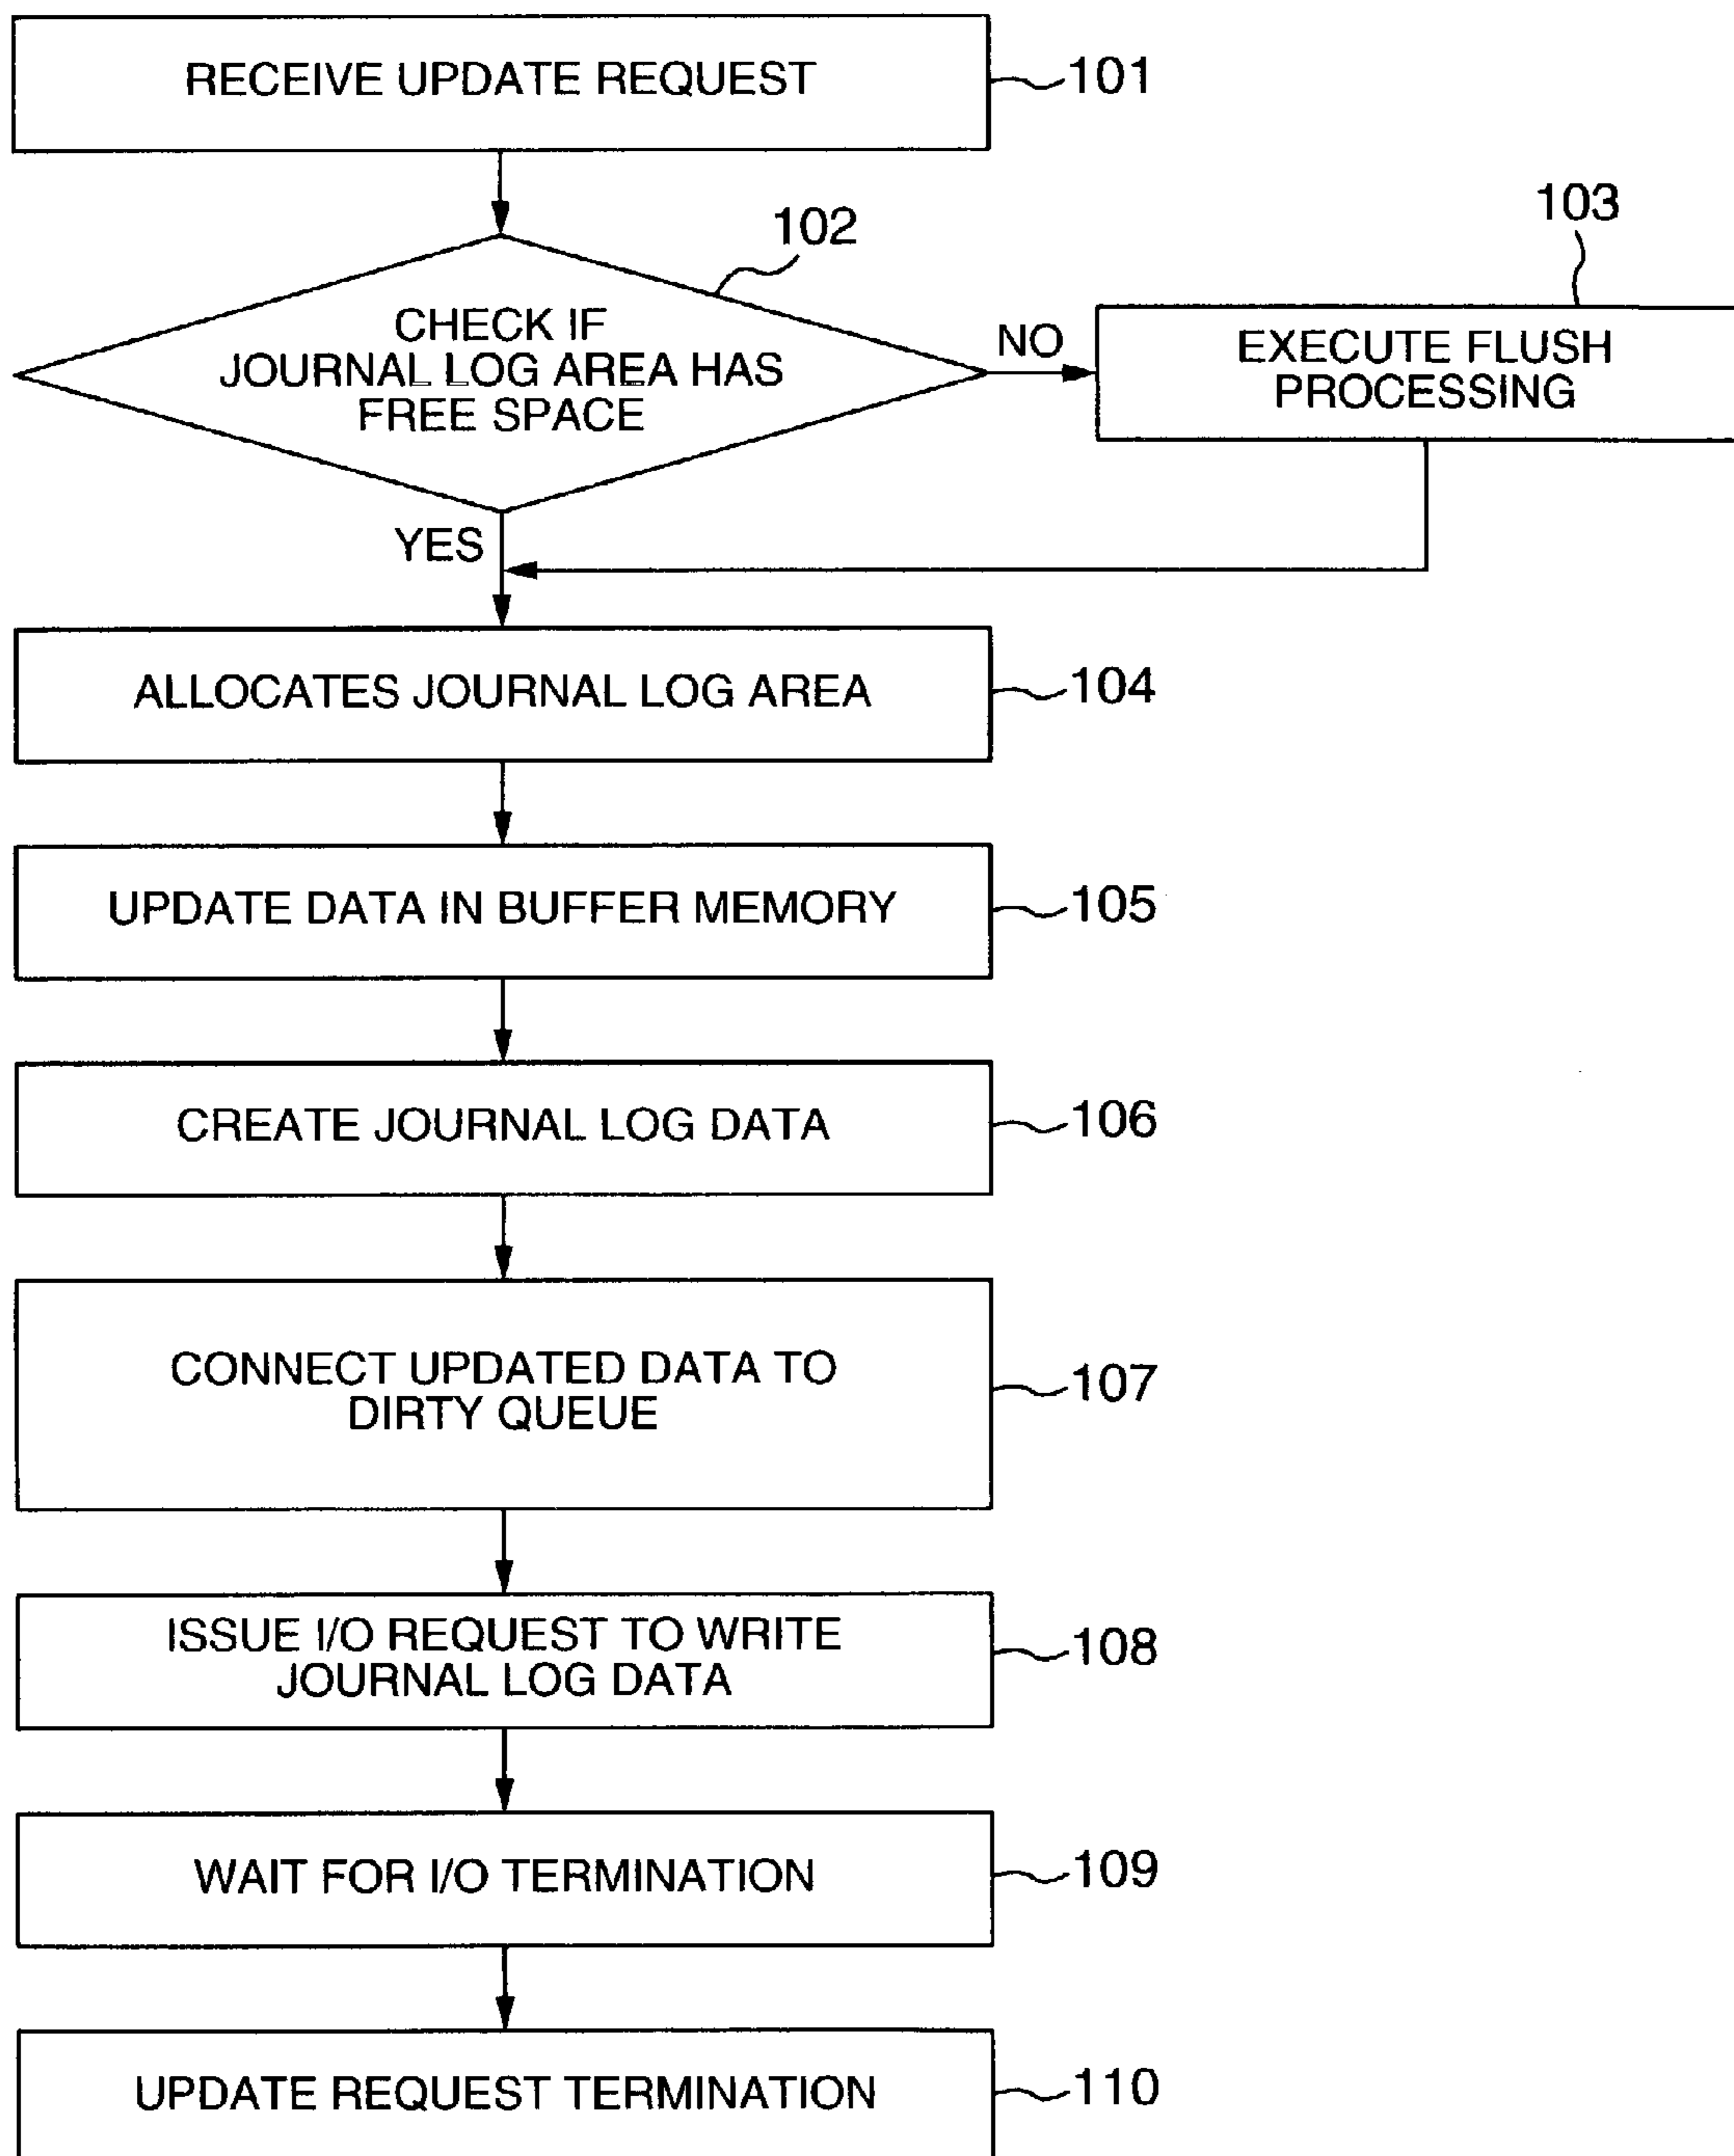 RECEIVE UPDATE REQUEST
101
102
103
CHECK IF
JOURNAL LOG AREA HAS
FREE SPACE
NO
EXECUTE FLUSH
PROCESSING
YES
ALLOCATES JOURNAL LOG AREA
104
UPDATE DATA IN BUFFER MEMORY
105
CREATE JOURNAL LOG DATA
106
CONNECT UPDATED DATA TO
DIRTY QUEUE
107
ISSUE I/O REQUEST TO WRITE
JOURNAL LOG DATA
108
WAIT FOR I/O TERMINATION
109
UPDATE REQUEST TERMINATION
110